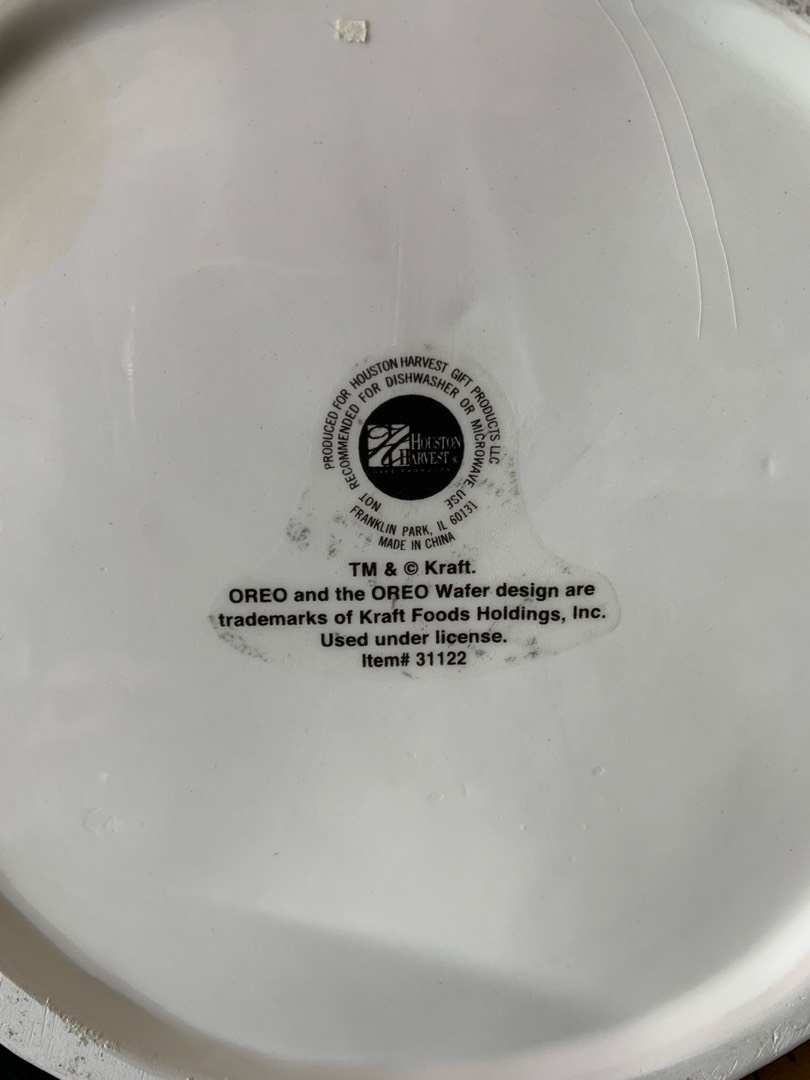 PRODUCED FOR HOUSTON HARVEST GIFT PRODUCTS LLC
NOT RECOMMENDED FOR DISHWASHER OR MICROWAVE USE
HOUSTON
HARVEST
GIFT PRODUCTS
FRANKLIN PARK, IL 60131
MADE IN CHINA
TM & © Kraft.
OREO and the OREO Wafer design are
trademarks of Kraft Foods Holdings, Inc.
Used under license.
Item# 31122